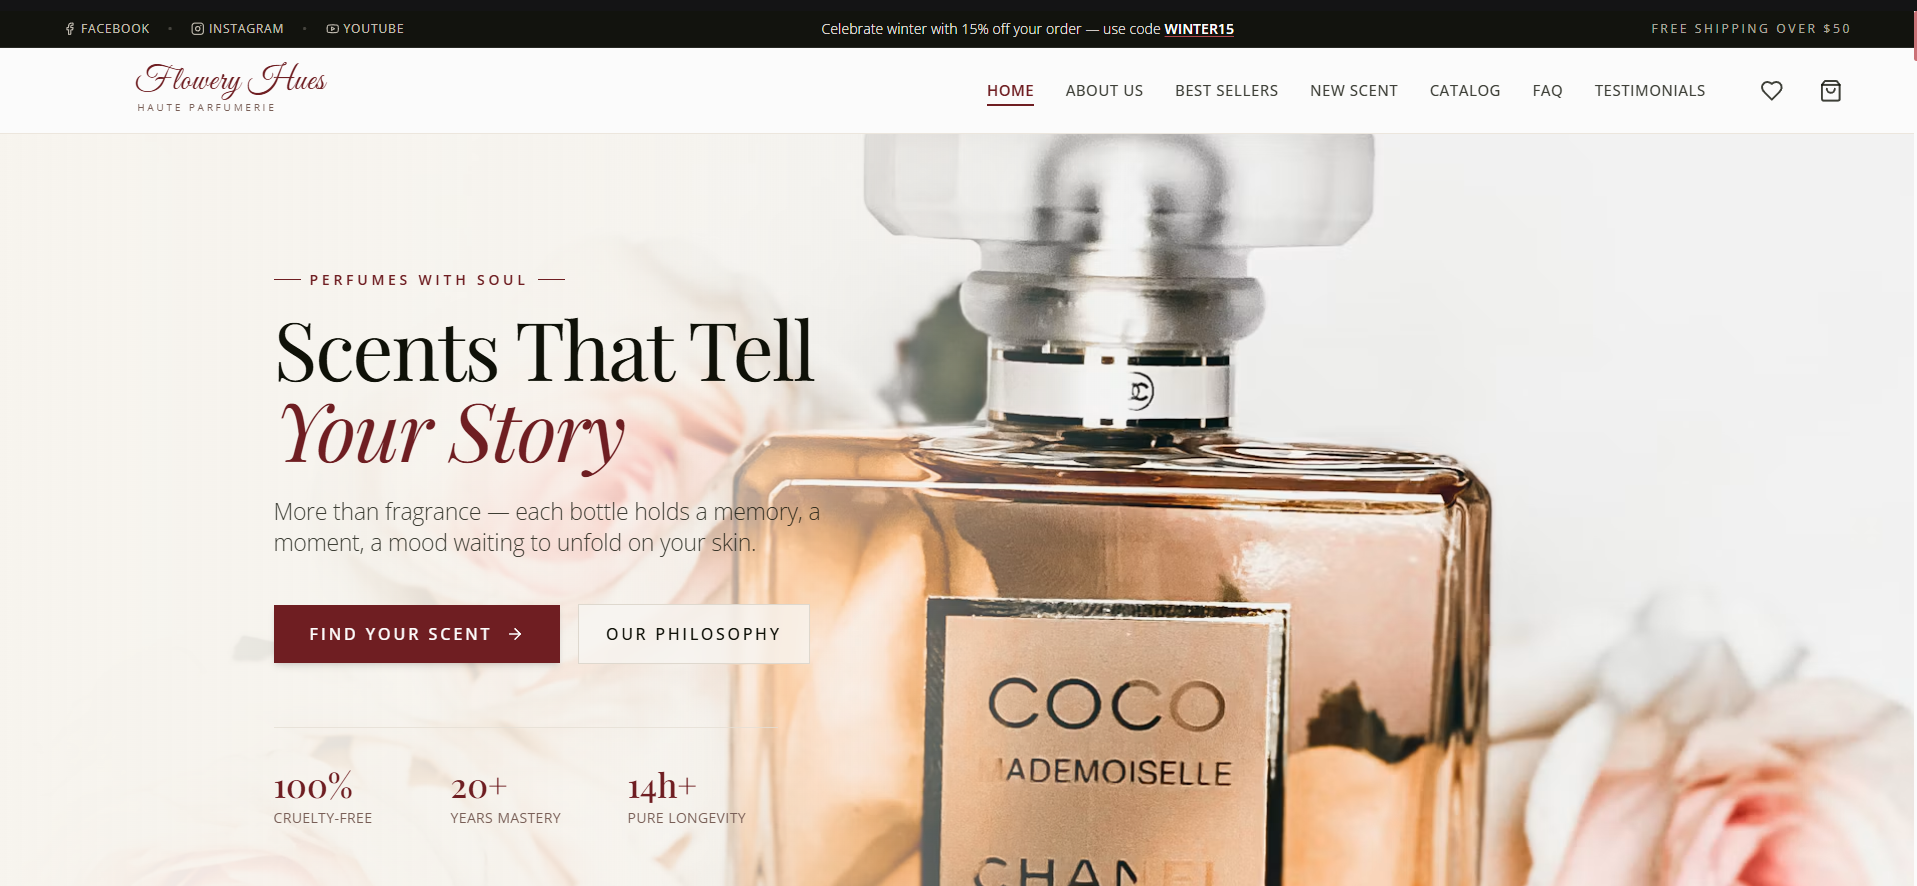 FACEBOOK • INSTAGRAM • YOUTUBE
Celebrate winter with 15% off your order — use code WINTER15
FREE SHIPPING OVER $50
Flowery Hues
HAUTE PARFUMERIE
HOME ABOUT US BEST SELLERS NEW SCENT CATALOG FAQ TESTIMONIALS
PERFUMES WITH SOUL
Scents That Tell
Your Story
More than fragrance — each bottle holds a memory, a
moment, a mood waiting to unfold on your skin.
FIND YOUR SCENT →
OUR PHILOSOPHY
100% 20+ 14h+
CRUELTY-FREE YEARS MASTERY PURE LONGEVITY
COCO
MADEMOISELLE
CHANEL